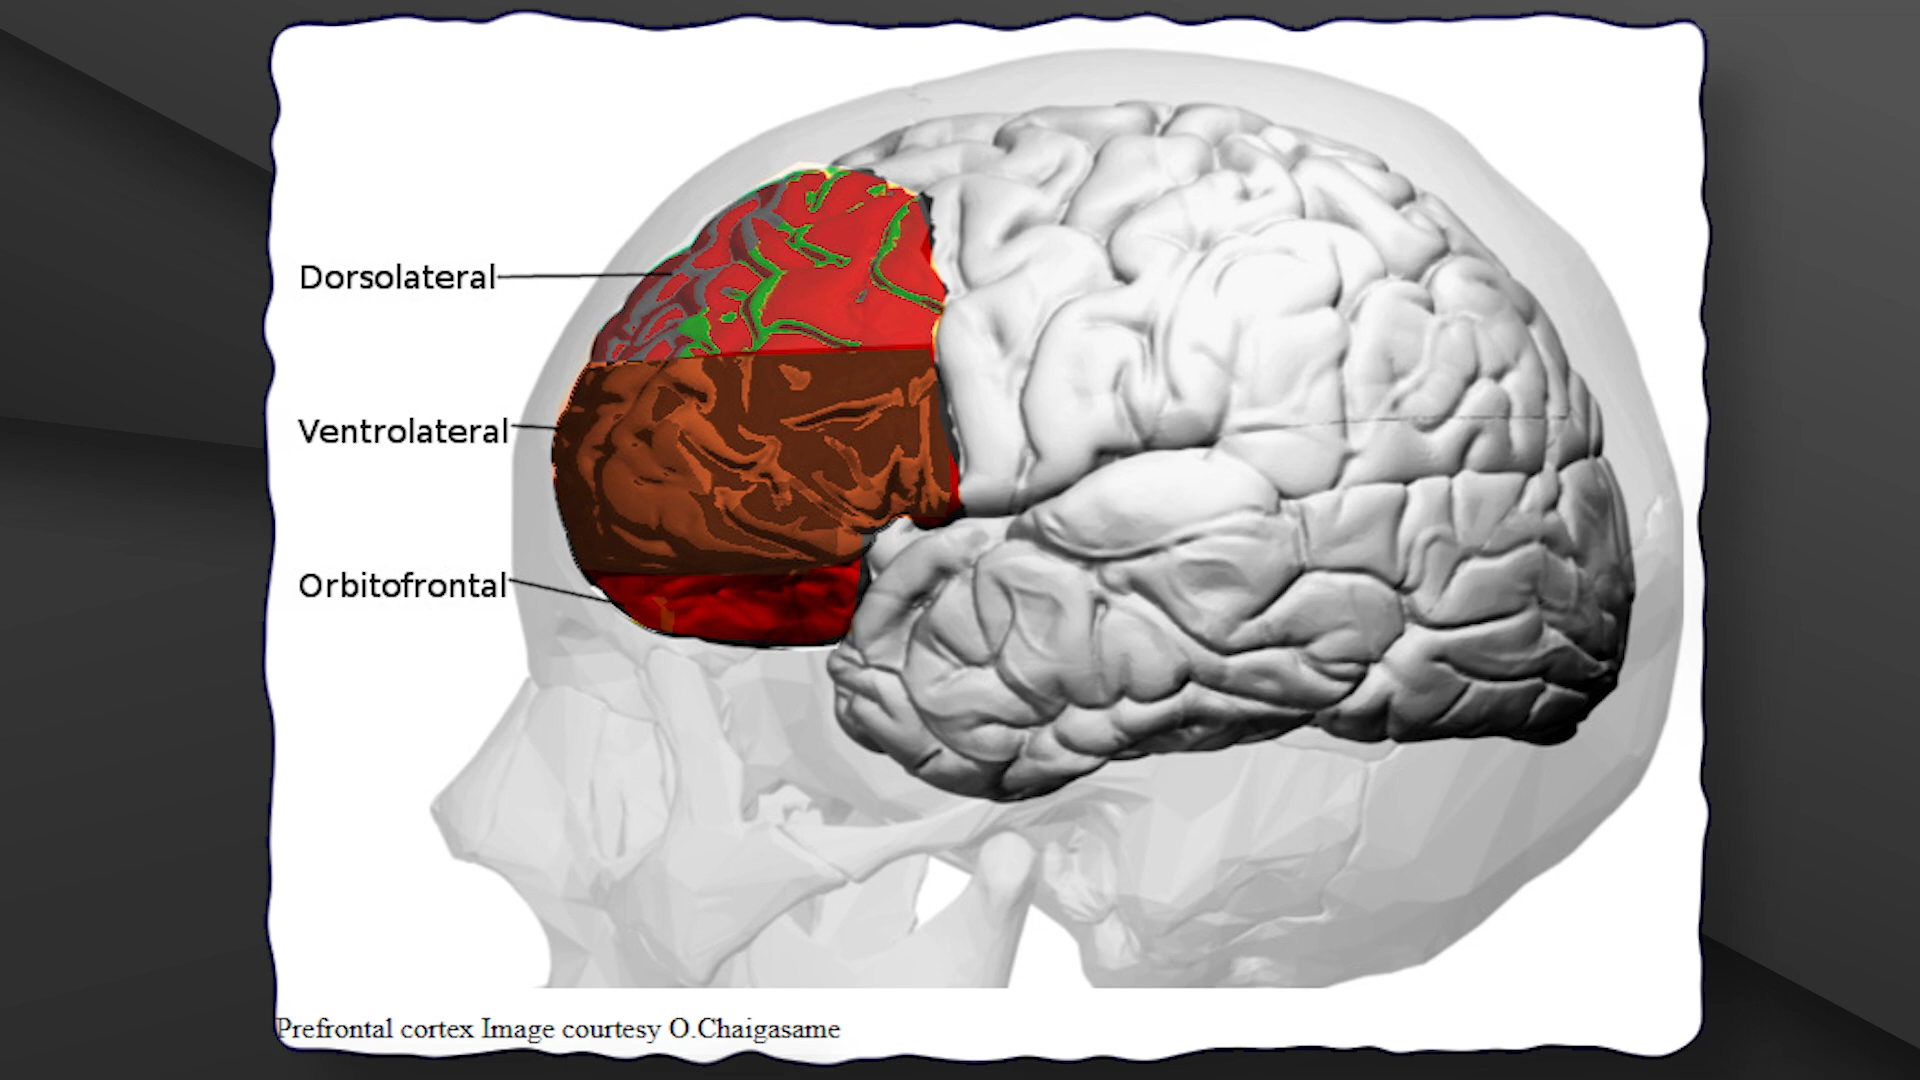 Dorsolateral
Ventrolateral
Orbitofrontal
Prefrontal cortex Image courtesy O.Chaigasame